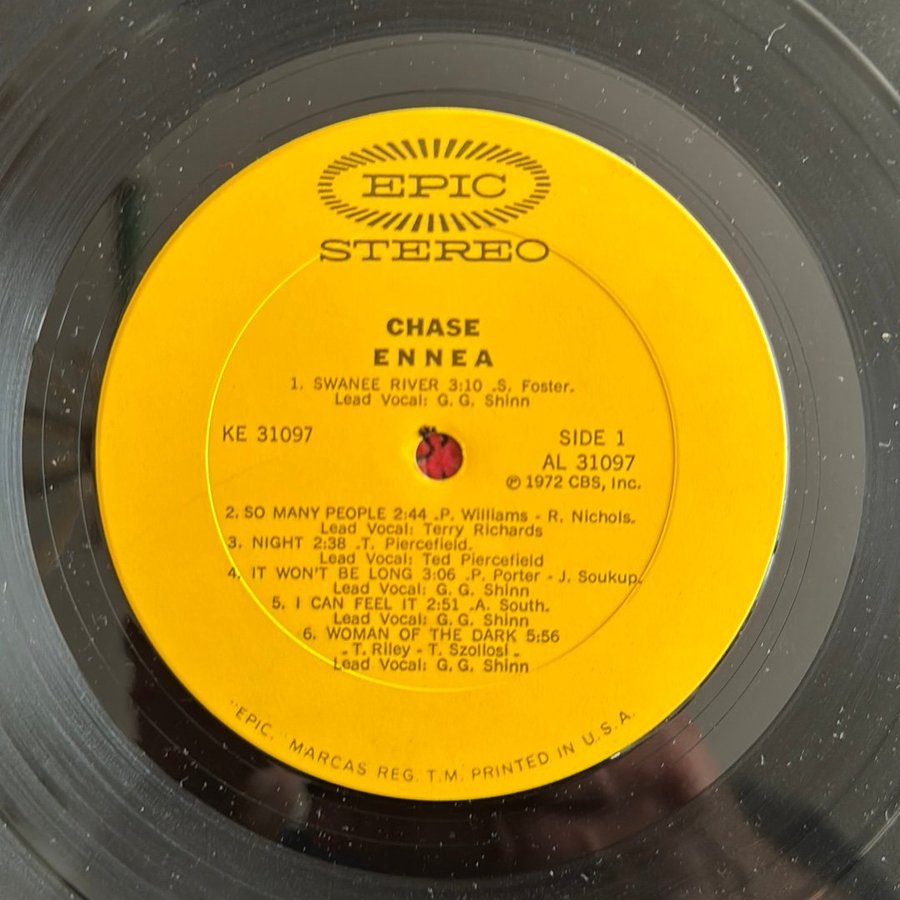 EPIC
STEREO
CHASE
ENNEA
1. SWANEE RIVER 3:10 -S. Foster-
Lead Vocal: G. G. Shinn
KE 31097
SIDE 1
AL 31097
℗ 1972 CBS, Inc.
2. SO MANY PEOPLE 2:44 -P. Williams - R. Nichols-
Lead Vocal: Terry Richards
3. NIGHT 2:38 -T. Piercefield-
Lead Vocal: Ted Piercefield
4. IT WON'T BE LONG 3:06 -P. Porter - J. Soukup-
Lead Vocal: G. G. Shinn
5. I CAN FEEL IT 2:51 -A. South-
Lead Vocal: G. G. Shinn
6. WOMAN OF THE DARK 5:56
-T. Riley - T. Szollosi-
Lead Vocal: G. G. Shinn
"EPIC," MARCAS REG. T.M. PRINTED IN U.S.A.